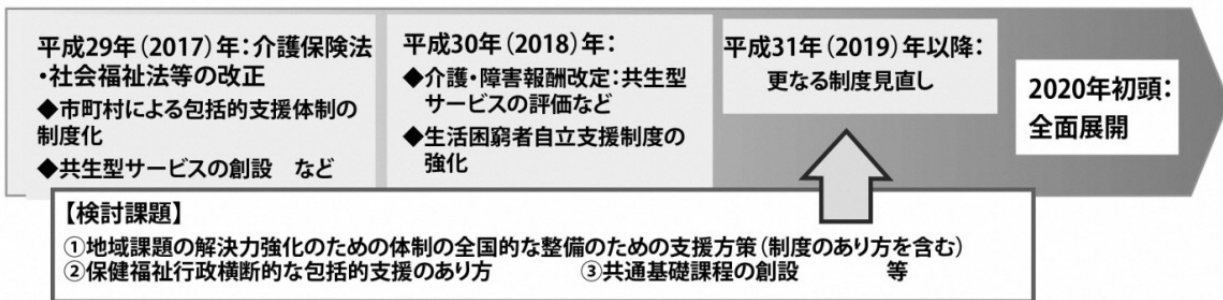 平成29年(2017)年:介護保険法
・社会福祉法等の改正
◆市町村による包括的支援体制の
制度化
◆共生型サービスの創設 など
平成30年(2018)年:
◆介護・障害報酬改定:共生型
サービスの評価など
◆生活困窮者自立支援制度の
強化
平成31年(2019)年以降:
更なる制度見直し
2020年初頭:
全面展開
【検討課題】
①地域課題の解決力強化のための体制の全国的な整備のための支援方策(制度のあり方を含む)
②保健福祉行政横断的な包括的支援のあり方 ③共通基礎課程の創設 等